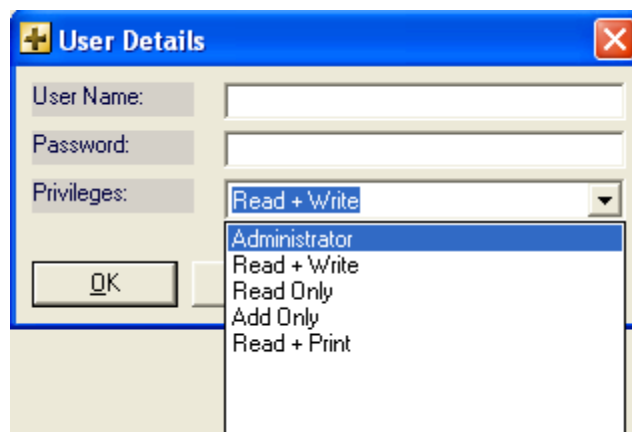 User Details
User Name:
Password:
Privileges: Read + Write
Administrator
Read + Write
Read Only
Add Only
Read + Print
OK